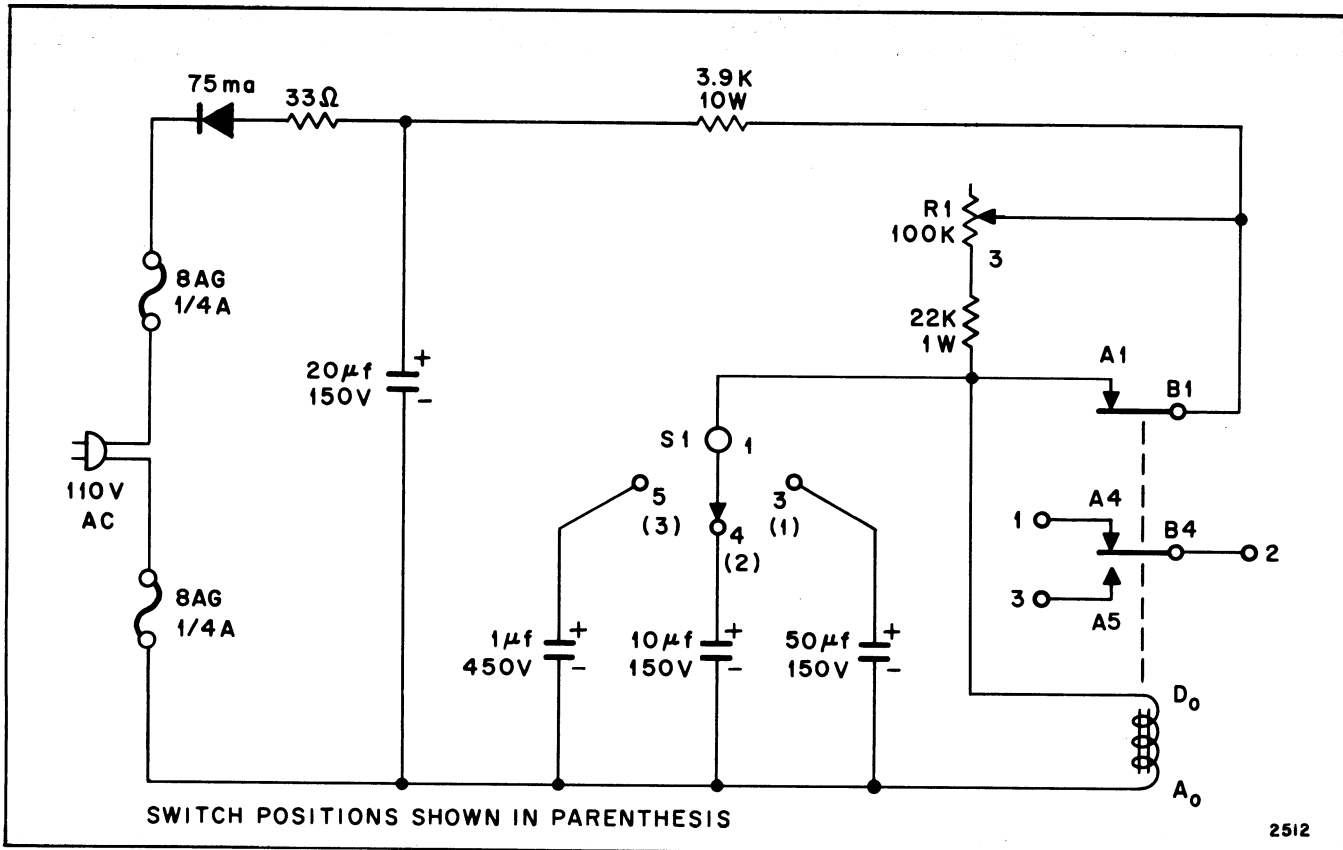 75ma
33Ω
3.9K
10W
R1
100K
3
8AG
1/4A
22K
1W
A1
B1
20μf
150V
+
-
S1
1
110V
AC
5
(3)
4
(2)
3
(1)
1
A4
B4
2
3
A5
8AG
1/4A
1μf
450V
+
-
10μf
150V
+
-
50μf
150V
+
-
D₀
A₀
SWITCH POSITIONS SHOWN IN PARENTHESIS
2512